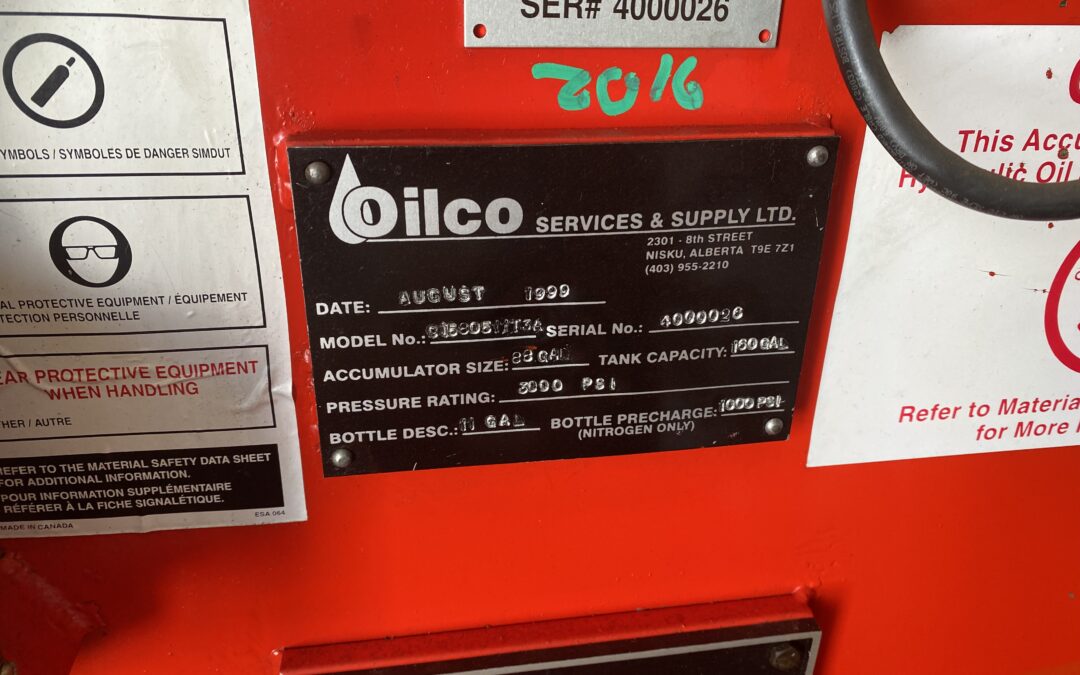 SER# 4000026
2016
YMBOLS / SYMBOLES DE DANGER SIMDUT
AL PROTECTIVE EQUIPMENT / ÉQUIPEMENT
TECTION PERSONNELLE
EAR PROTECTIVE EQUIPMENT
WHEN HANDLING
HER / AUTRE
REFER TO THE MATERIAL SAFETY DATA SHEET
FOR ADDITIONAL INFORMATION.
POUR INFORMATION SUPPLÉMENTAIRE
RÉFÉRER À LA FICHE SIGNALÉTIQUE.
MADE IN CANADA
ESA 064
Oilco SERVICES & SUPPLY LTD.
2301 - 8th STREET
NISKU, ALBERTA T9E 7Z1
(403) 955-2210
DATE: AUGUST 1999
MODEL No.: SERIAL No.: 4000026
ACCUMULATOR SIZE: 88 GAL TANK CAPACITY: 160 GAL
PRESSURE RATING: 3000 PSI
BOTTLE DESC.: 11 GAL BOTTLE PRECHARGE: 1000 PSI
(NITROGEN ONLY)
This Accu
Oil
Refer to Materia
for More